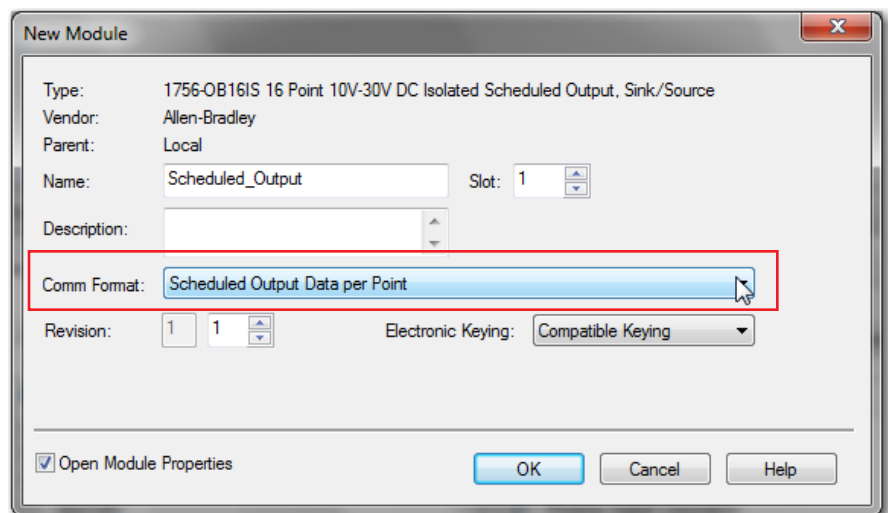 New Module
Type: 1756-OB16IS 16 Point 10V-30V DC Isolated Scheduled Output, Sink/Source
Vendor: Allen-Bradley
Parent: Local
Name: Scheduled_Output Slot: 1
Description:
Comm Format: Scheduled Output Data per Point
Revision: 1 1 Electronic Keying: Compatible Keying
Open Module Properties OK Cancel Help